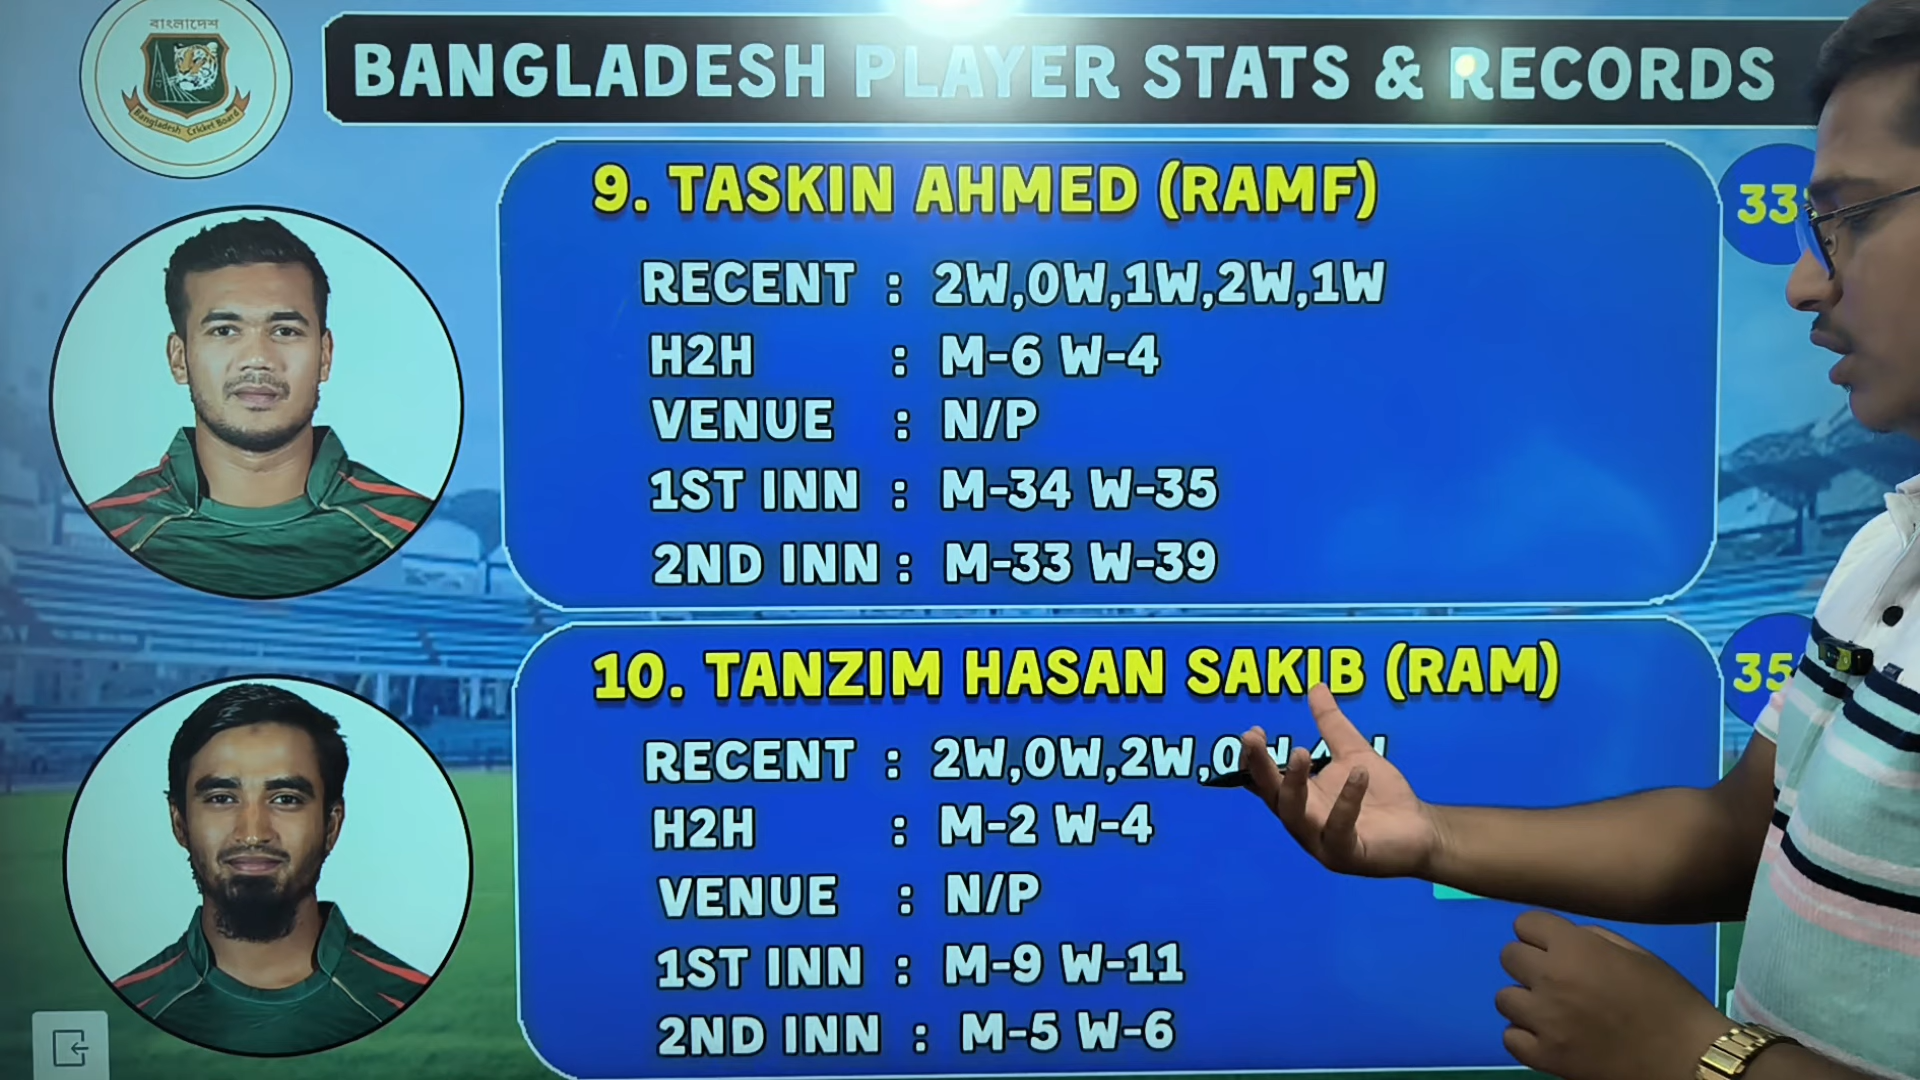 বাংলাদেশ
Bangladesh Cricket Board
BANGLADESH PLAYER STATS & RECORDS
9. TASKIN AHMED (RAMF)
33
RECENT : 2W,0W,1W,2W,1W
H2H : M-6 W-4
VENUE : N/P
1ST INN : M-34 W-35
2ND INN : M-33 W-39
10. TANZIM HASAN SAKIB (RAM)
35
RECENT : 2W,0W,2W,
H2H : M-2 W-4
VENUE : N/P
1ST INN : M-9 W-11
2ND INN : M-5 W-6